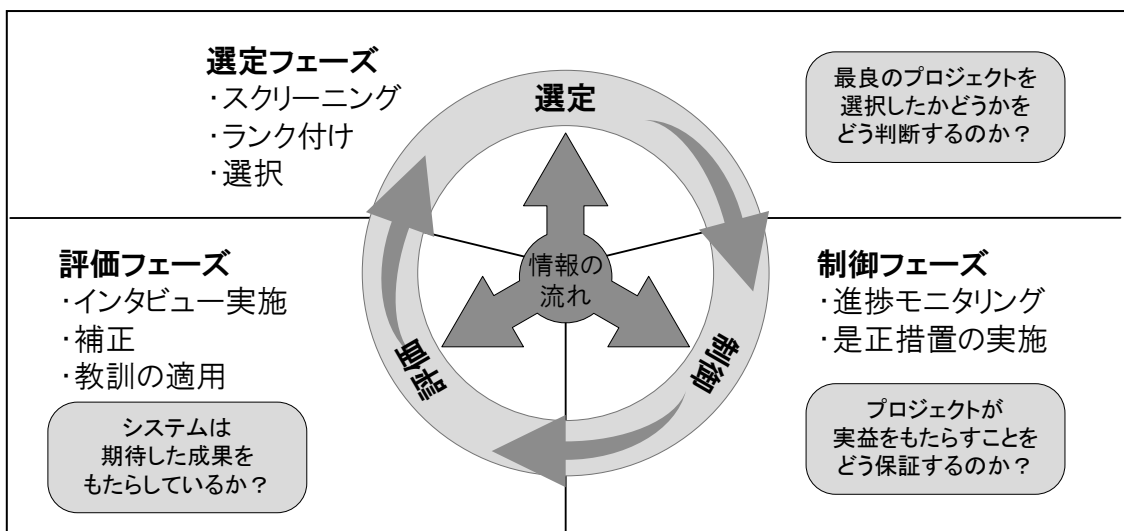 選定フェーズ
・スクリーニング
・ランク付け
・選択
選定
最良のプロジェクトを
選択したかどうかを
どう判断するのか？
情報の
流れ
評価フェーズ
・インタビュー実施
・補正
・教訓の適用
システムは
期待した成果を
もたらしているか？
評価
制御
制御フェーズ
・進捗モニタリング
・是正措置の実施
プロジェクトが
実益をもたらすことを
どう保証するのか？